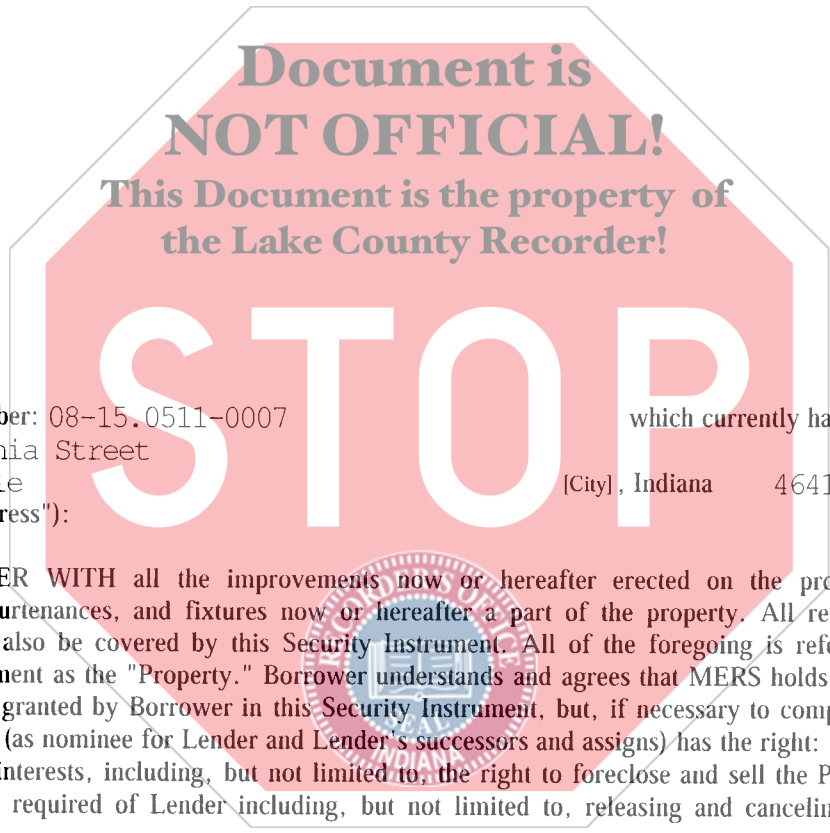 Document is
NOT OFFICIAL!
This Document is the property of
the Lake County Recorder!
STOP
ber: 08-15.0511-0007 which currently ha
nia Street
le [City] , Indiana 4641
ress"):
ER WITH all the improvements now or hereafter erected on the pro
urtenances, and fixtures now or hereafter a part of the property. All re
also be covered by this Security Instrument. All of the foregoing is refe
ment as the "Property." Borrower understands and agrees that MERS holds
granted by Borrower in this Security Instrument, but, if necessary to comp
(as nominee for Lender and Lender's successors and assigns) has the right:
interests, including, but not limited to, the right to foreclose and sell the P
required of Lender including, but not limited to, releasing and cancelin
RECORDER'S OFFICE
SEAL
INDIANA